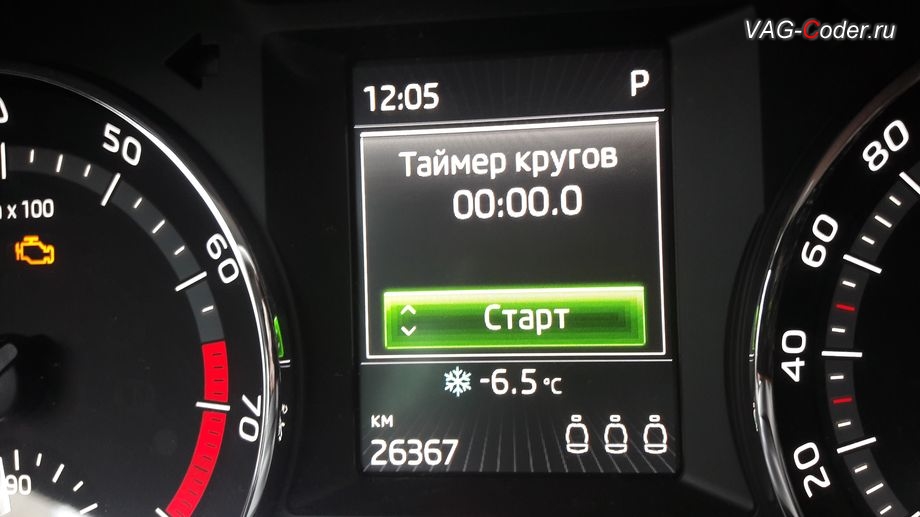 VAG-Coder.ru
12:05 P
Таймер кругов
00:00.0
Старт
-6.5 °C
КМ
26367
50
60
70
x 100
90
80
60
40
20